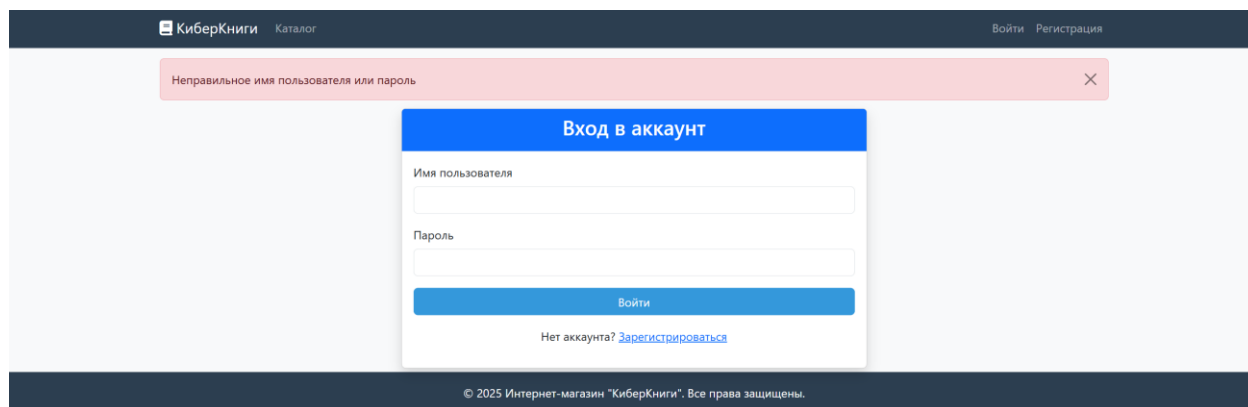 КиберКниги Каталог Войти Регистрация
Неправильное имя пользователя или пароль
Вход в аккаунт
Имя пользователя
Пароль
Войти
Нет аккаунта? Зарегистрироваться
© 2025 Интернет-магазин "КиберКниги". Все права защищены.